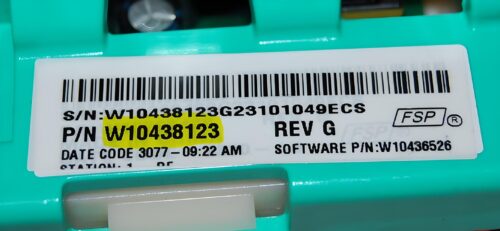 S/N:W10438123G23101049ECS
P/N W10438123 REV G FSP ®
DATE CODE 3077-09:22 AM SOFTWARE P/N:W10436526
STATION: 1